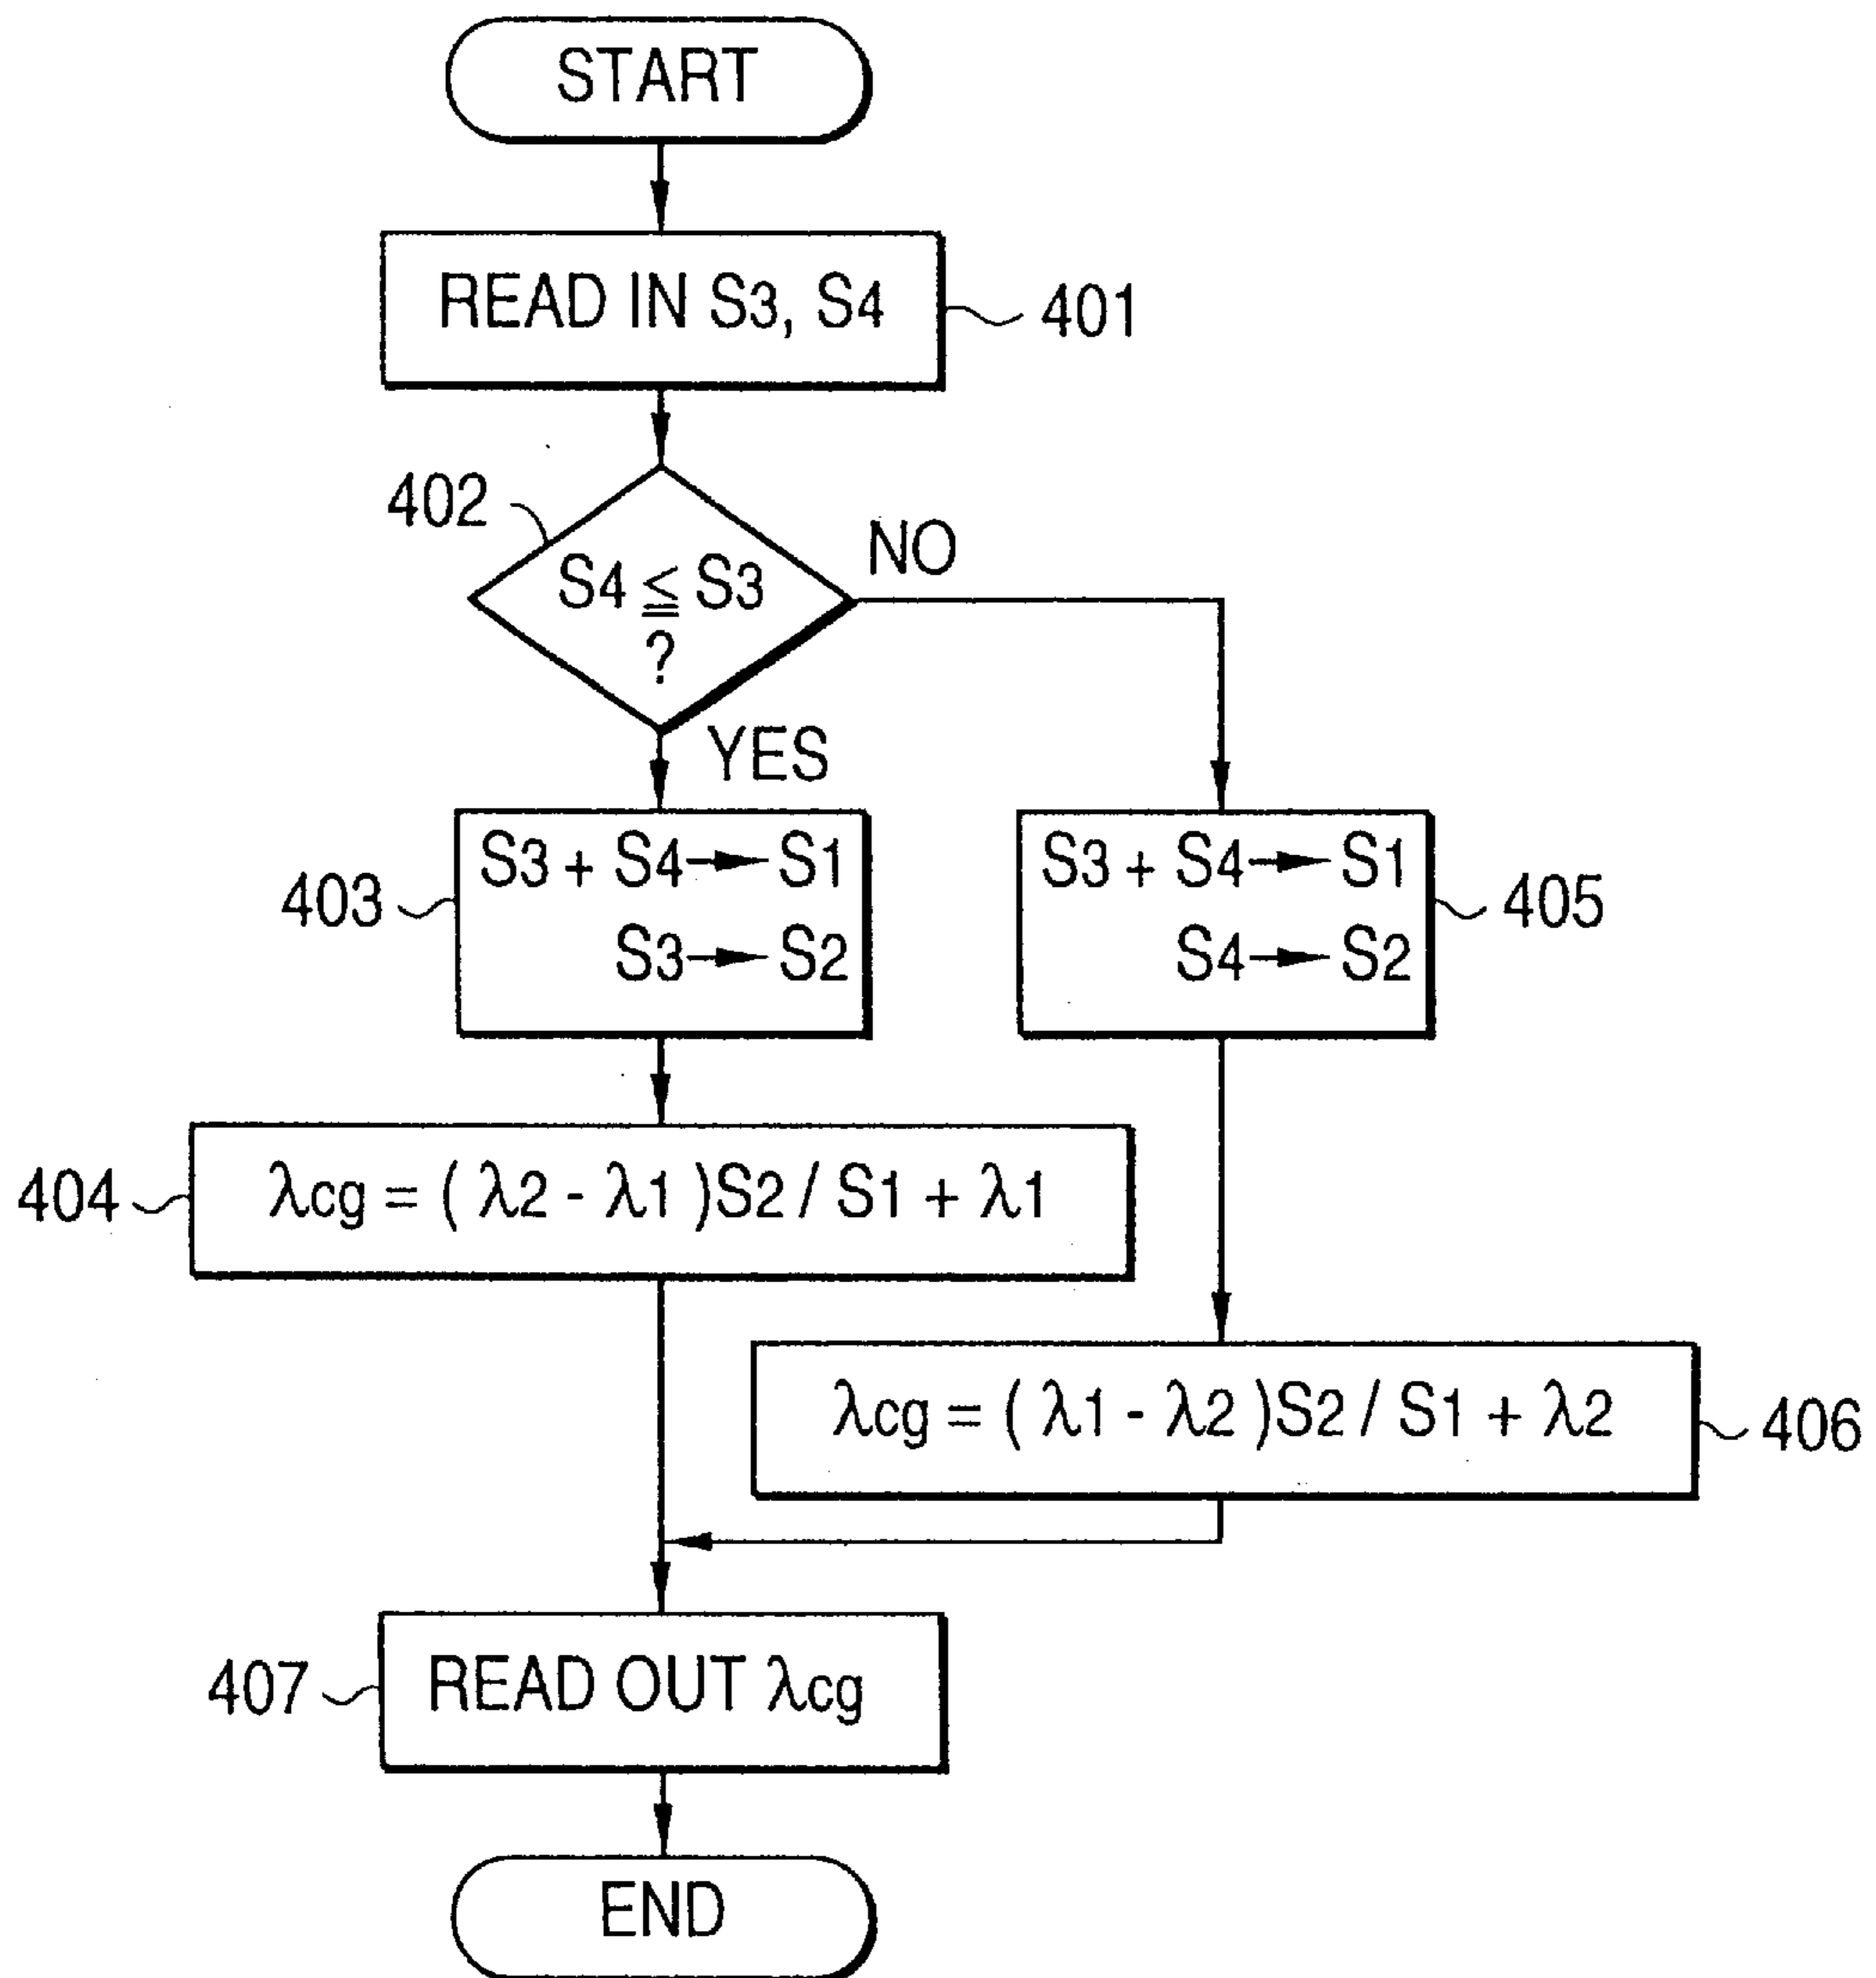 START
READ IN S3, S4
401
402
S4 ≦ S3
?
NO
YES
403
S3 + S4 → S1
S3 → S2
S3 + S4 → S1
S4 → S2
405
404
λcg = ( λ2 - λ1 )S2 / S1 + λ1
λcg = ( λ1 - λ2 )S2 / S1 + λ2
406
407
READ OUT λcg
END